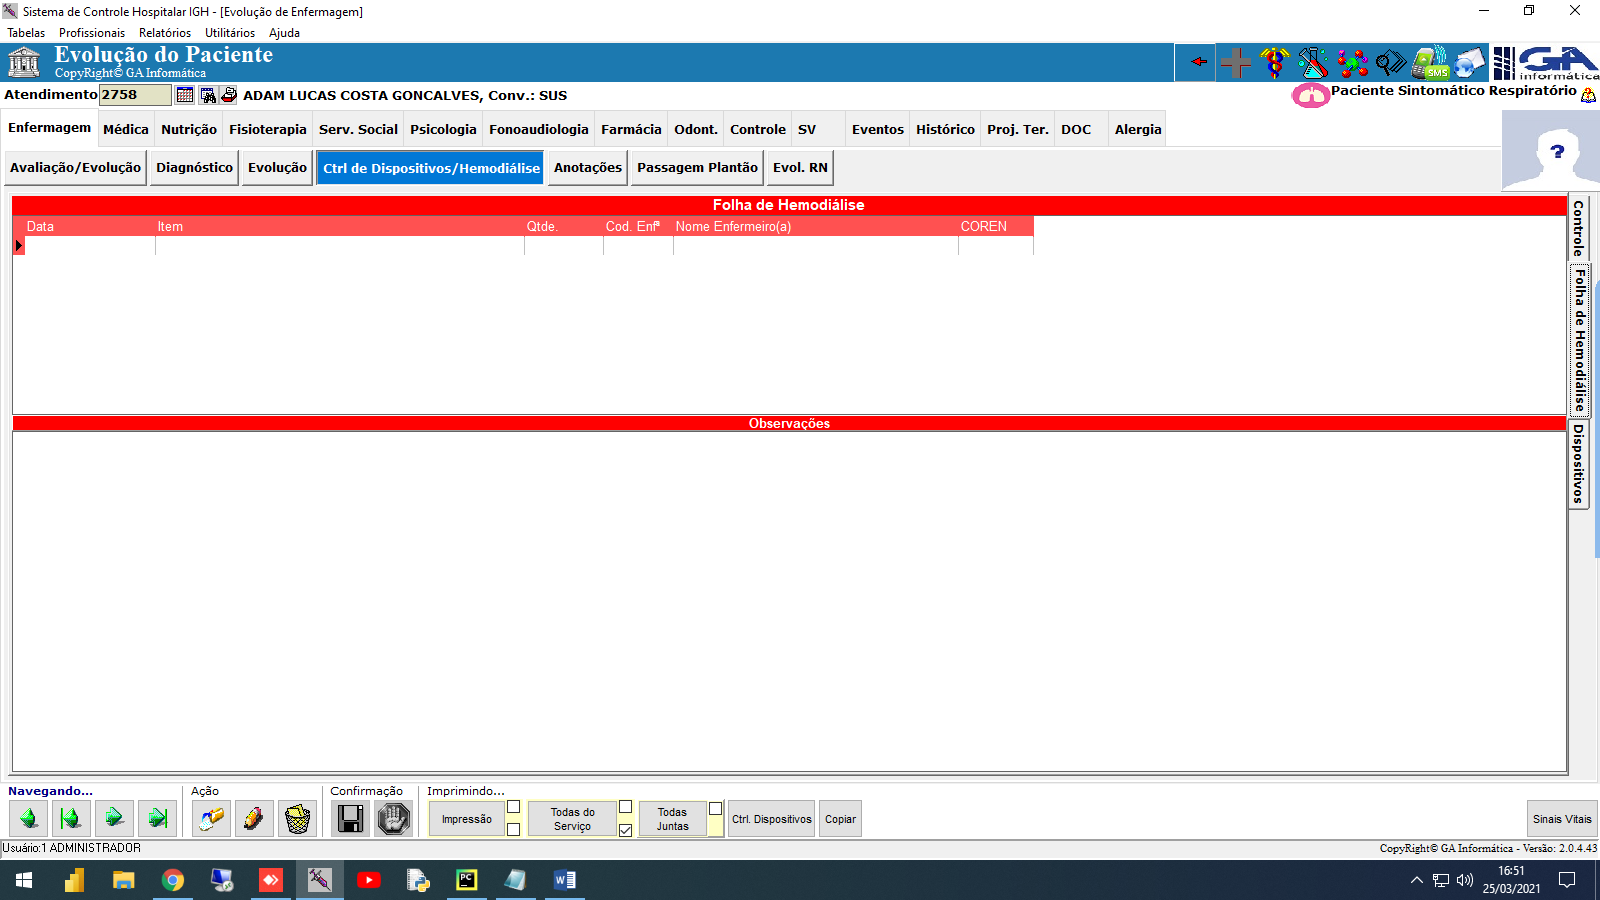 Sistema de Controle Hospitalar IGH - [Evolução de Enfermagem]
Tabelas Profissionais Relatórios Utilitários Ajuda
Evolução do Paciente
CopyRight© GA Informática
SMS
GA
informática
Atendimento 2758 ADAM LUCAS COSTA GONCALVES, Conv.: SUS
Paciente Sintomático Respiratório
Enfermagem Médica Nutrição Fisioterapia Serv. Social Psicologia Fonoaudiologia Farmácia Odont. Controle SV Eventos Histórico Proj. Ter. DOC Alergia
?
Avaliação/Evolução Diagnóstico Evolução Ctrl de Dispositivos/Hemodiálise Anotações Passagem Plantão Evol. RN
Folha de Hemodiálise
Data Item Qtde. Cod. Enfª Nome Enfermeiro(a) COREN
Controle
Folha de Hemodiálise
Dispositivos
Observações
Navegando... Ação Confirmação Imprimindo...
Impressão
Todas do
Serviço
Todas
Juntas
Ctrl. Dispositivos
Copiar
Sinais Vitais
Usuário:1 ADMINISTRADOR
CopyRight© GA Informática - Versão: 2.0.4.43
PC
W
16:51
25/03/2021